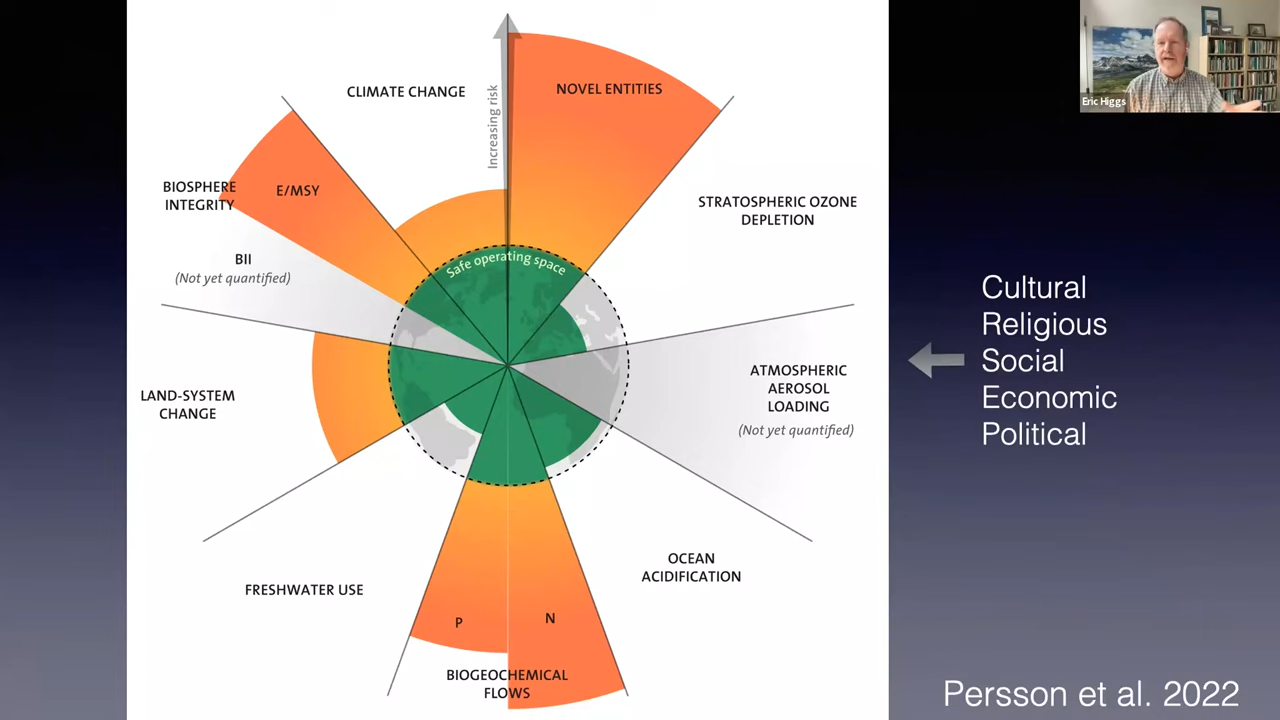 CLIMATE CHANGE
Increasing risk
NOVEL ENTITIES
Eric Higgs
BIOSPHERE
INTEGRITY
E/MSY
STRATOSPHERIC OZONE
DEPLETION
BII
(Not yet quantified)
Safe operating space
LAND-SYSTEM
CHANGE
ATMOSPHERIC
AEROSOL
LOADING
(Not yet quantified)
Cultural
Religious
Social
Economic
Political
FRESHWATER USE
P
N
BIOGEOCHEMICAL
FLOWS
OCEAN
ACIDIFICATION
Persson et al. 2022